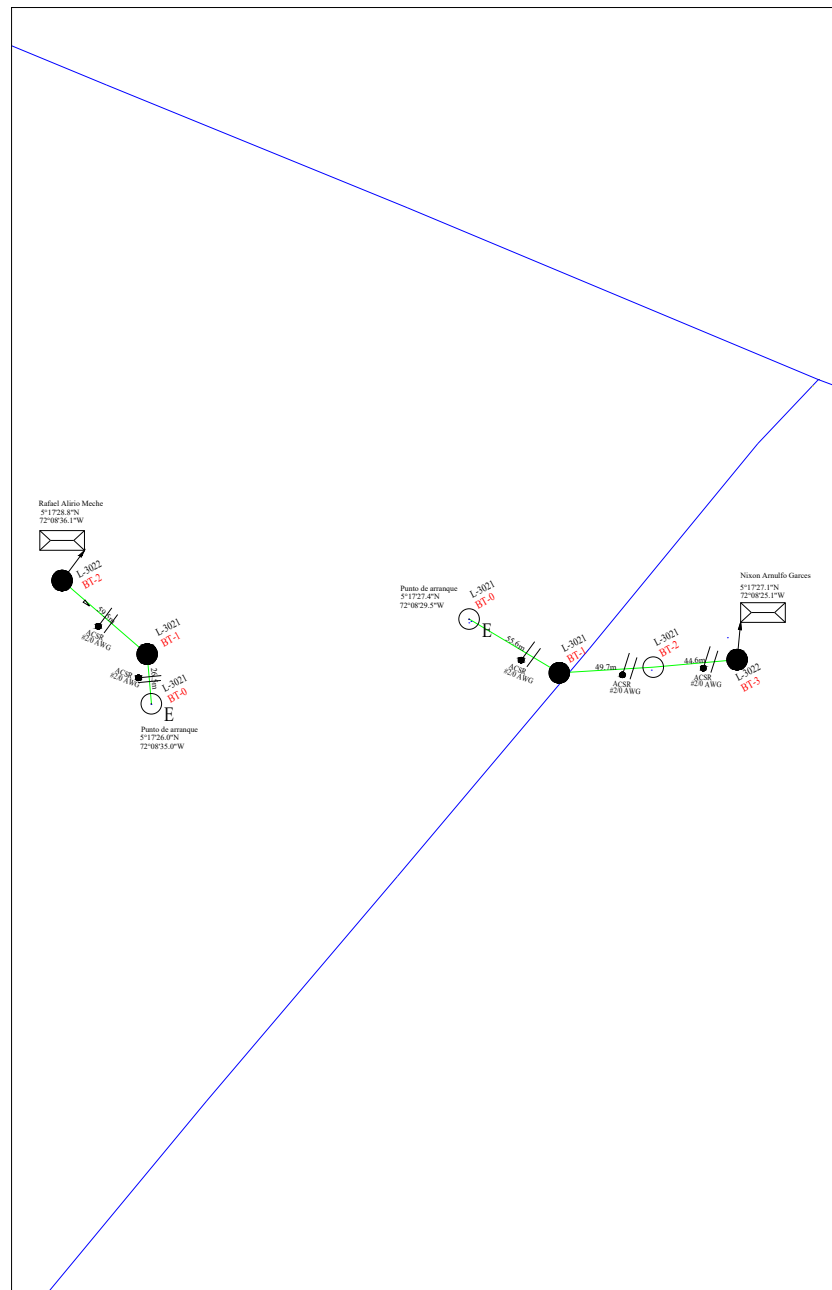 Rafael Alirio Meche
5°17'28.8"N
72°08'36.1"W
L-3022
BT-2
ACSR
#2/0 AWG
L-3021
BT-1
ACSR
#2/0 AWG
L-3021
BT-0
E
Punto de arranque
5°17'26.0"N
72°08'35.0"W
Punto de arranque
5°17'27.4"N
72°08'29.5"W
L-3021
BT-0
E
55.6m
ACSR
#2/0 AWG
L-3021
BT-1
49.7m
ACSR
#2/0 AWG
L-3021
BT-2
44.6m
ACSR
#2/0 AWG
L-3022
BT-3
Nixon Arnulfo Garces
5°17'27.1"N
72°08'25.1"W